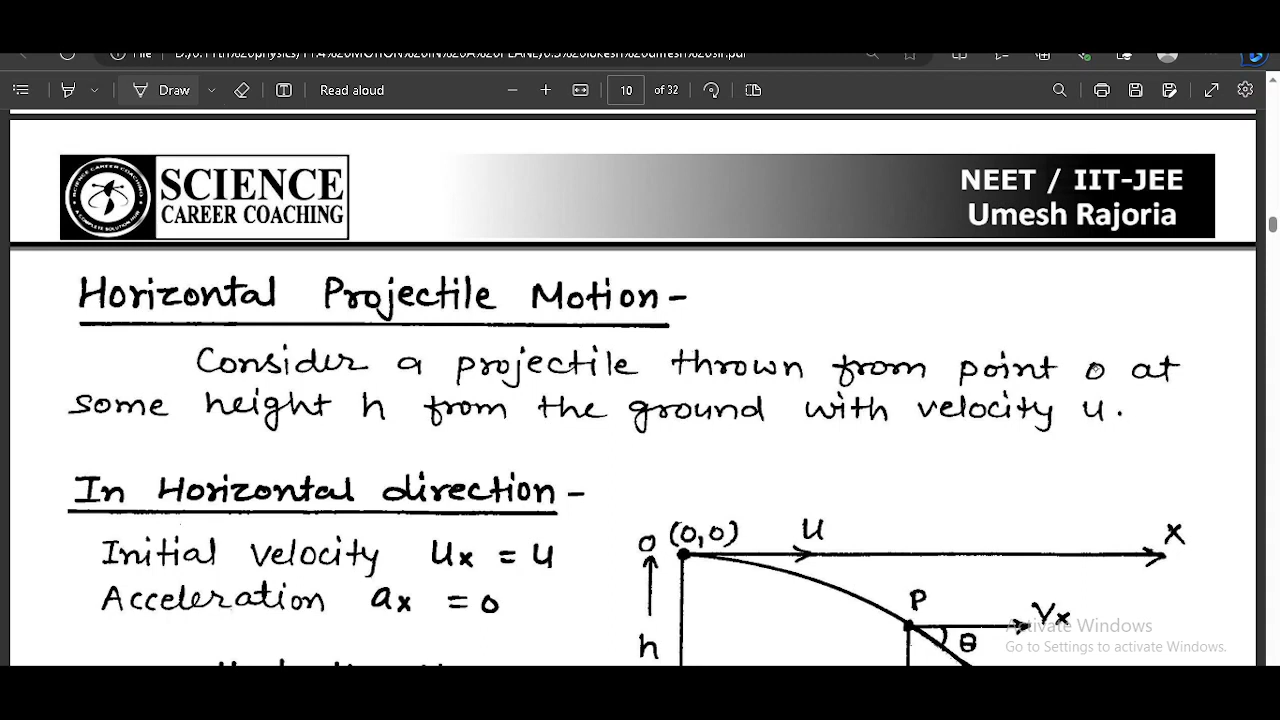 File
Draw
Read aloud
10 of 32
SCIENCE
CAREER COACHING
NEET / IIT-JEE
Umesh Rajoria
Horizontal Projectile Motion-
Consider a projectile thrown from point O at
some height h from the ground with velocity u.
In Horizontal direction-
Initial velocity ux = u
Acceleration ax = 0
O (0,0) u X
P Vx
θ
h
Activate Windows
Go to Settings to activate Windows.